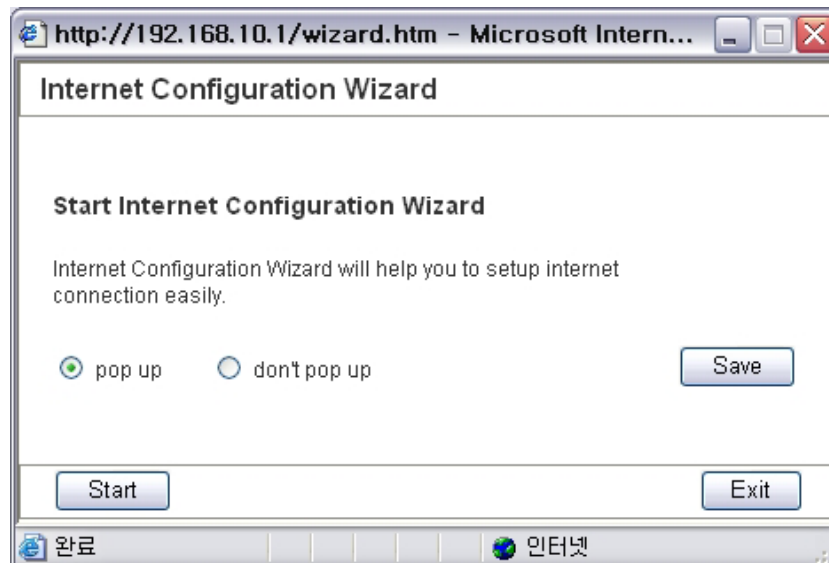 http://192.168.10.1/wizard.htm - Microsoft Intern...
Internet Configuration Wizard
Start Internet Configuration Wizard
Internet Configuration Wizard will help you to setup internet
connection easily.
pop up don't pop up Save
Start Exit
완료 인터넷